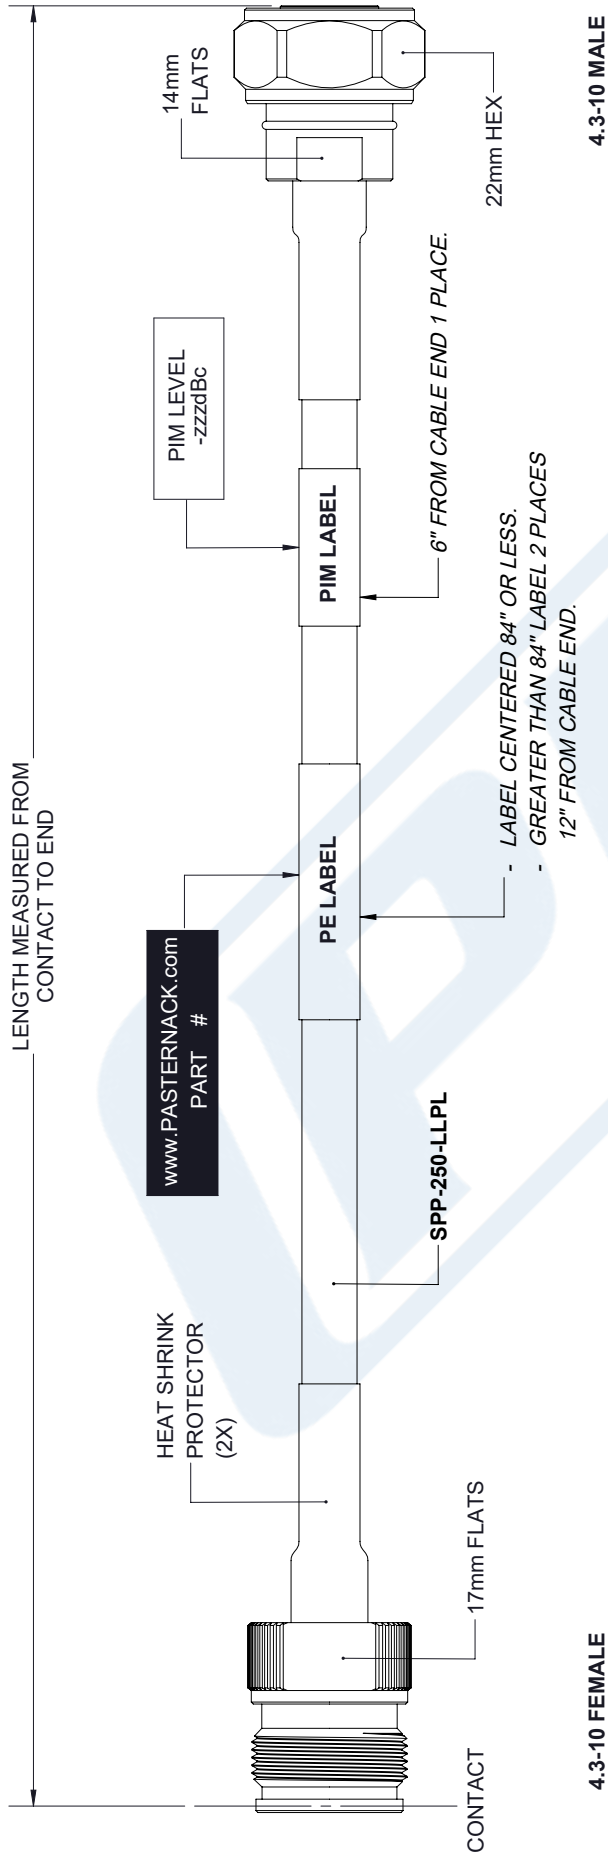 LENGTH MEASURED FROM
CONTACT TO END
www.PASTERNACK.com
PART #
PIM LEVEL
-zzzdBc
14mm
FLATS
HEAT SHRINK
PROTECTOR
(2X)
PE LABEL
PIM LABEL
CONTACT
17mm FLATS
SPP-250-LLPL
- LABEL CENTERED 84" OR LESS.
- GREATER THAN 84" LABEL 2 PLACES
12" FROM CABLE END.
6" FROM CABLE END 1 PLACE.
22mm HEX
4.3-10 FEMALE
4.3-10 MALE